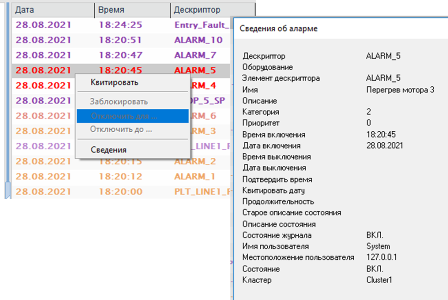 Дата Время Дескриптор
28.08.2021 18:24:25 Entry_Fault_
28.08.2021 18:20:51 ALARM_10
28.08.2021 18:20:47 ALARM_7
28.08.2021 18:20:45 ALARM_5
28.08.2021 ALARM_4
28.08.2021 OP_5_SP
28.08.2021 ALARM_6
28.08.2021 ALARM_3
28.08.2021 PLT_LINE1_F
28.08.2021 18:20:15 ALARM_2
28.08.2021 18:20:12 ALARM_1
28.08.2021 18:20:00 PLT_LINE1_F
Квитировать
Заблокировать
Отключить до ...
Сведения
Сведения об аларме
Дескриптор ALARM_5
Оборудование
Элемент дескриптора ALARM_5
Имя Перегрев мотора 3
Описание
Категория 2
Приоритет 0
Время включения 18:20:45
Дата включения 28.08.2021
Время выключения
Дата выключения
Подтвердить время
Квитировать дату
Продолжительность
Старое описание состояния
Описание состояния
Состояние журнала ВКЛ.
Имя пользователя System
Местоположение пользователя 127.0.0.1
Состояние ВКЛ.
Кластер Cluster1